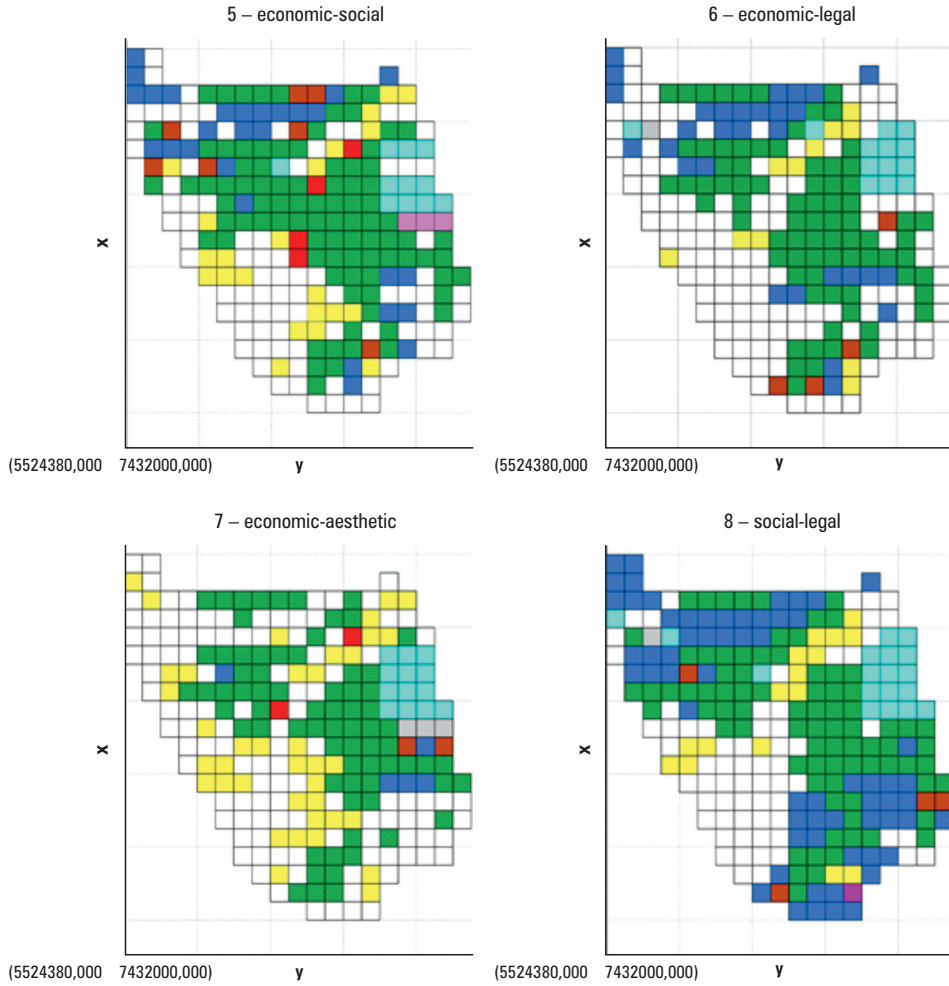 5 – economic-social
6 – economic-legal
x
x
(5524380,000 7432000,000) y
(5524380,000 7432000,000) y
7 – economic-aesthetic
8 – social-legal
x
x
(5524380,000 7432000,000) y
(5524380,000 7432000,000) y